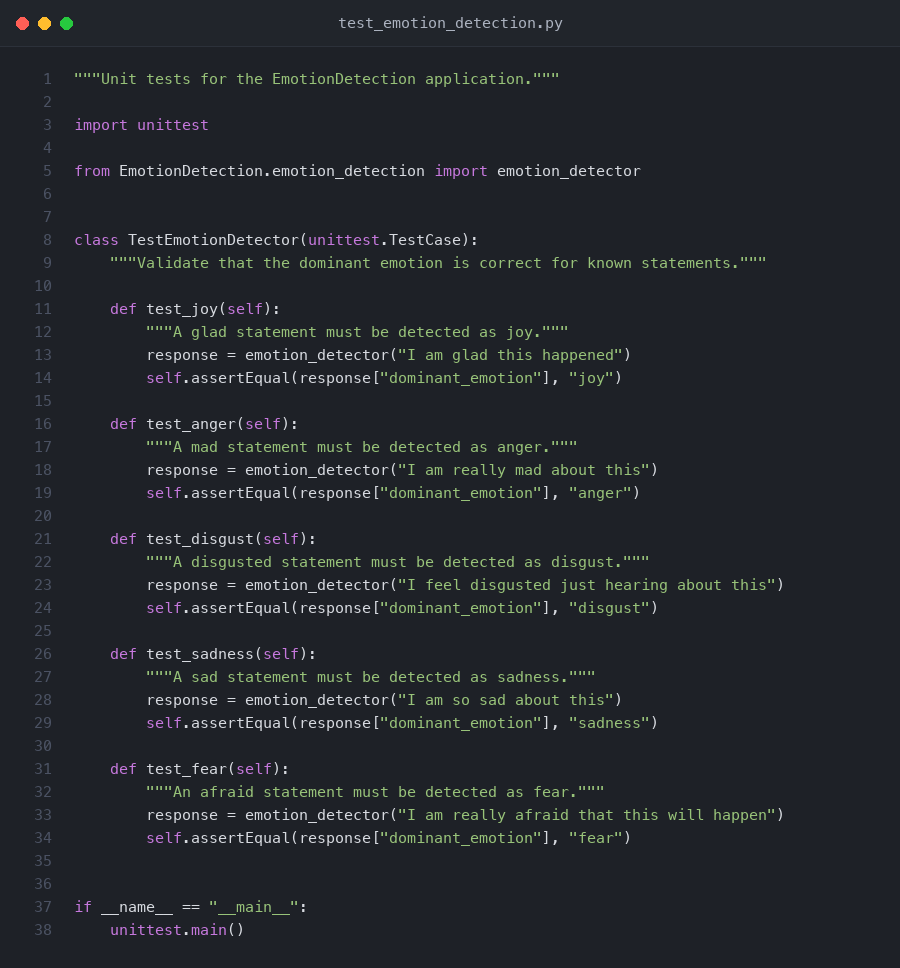 test_emotion_detection.py
1 """Unit tests for the EmotionDetection application."""
2
3 import unittest
4
5 from EmotionDetection.emotion_detection import emotion_detector
6
7
8 class TestEmotionDetector(unittest.TestCase):
9     """Validate that the dominant emotion is correct for known statements."""
10
11     def test_joy(self):
12         """A glad statement must be detected as joy."""
13         response = emotion_detector("I am glad this happened")
14         self.assertEqual(response["dominant_emotion"], "joy")
15
16     def test_anger(self):
17         """A mad statement must be detected as anger."""
18         response = emotion_detector("I am really mad about this")
19         self.assertEqual(response["dominant_emotion"], "anger")
20
21     def test_disgust(self):
22         """A disgusted statement must be detected as disgust."""
23         response = emotion_detector("I feel disgusted just hearing about this")
24         self.assertEqual(response["dominant_emotion"], "disgust")
25
26     def test_sadness(self):
27         """A sad statement must be detected as sadness."""
28         response = emotion_detector("I am so sad about this")
29         self.assertEqual(response["dominant_emotion"], "sadness")
30
31     def test_fear(self):
32         """An afraid statement must be detected as fear."""
33         response = emotion_detector("I am really afraid that this will happen")
34         self.assertEqual(response["dominant_emotion"], "fear")
35
36
37 if __name__ == "__main__":
38     unittest.main()